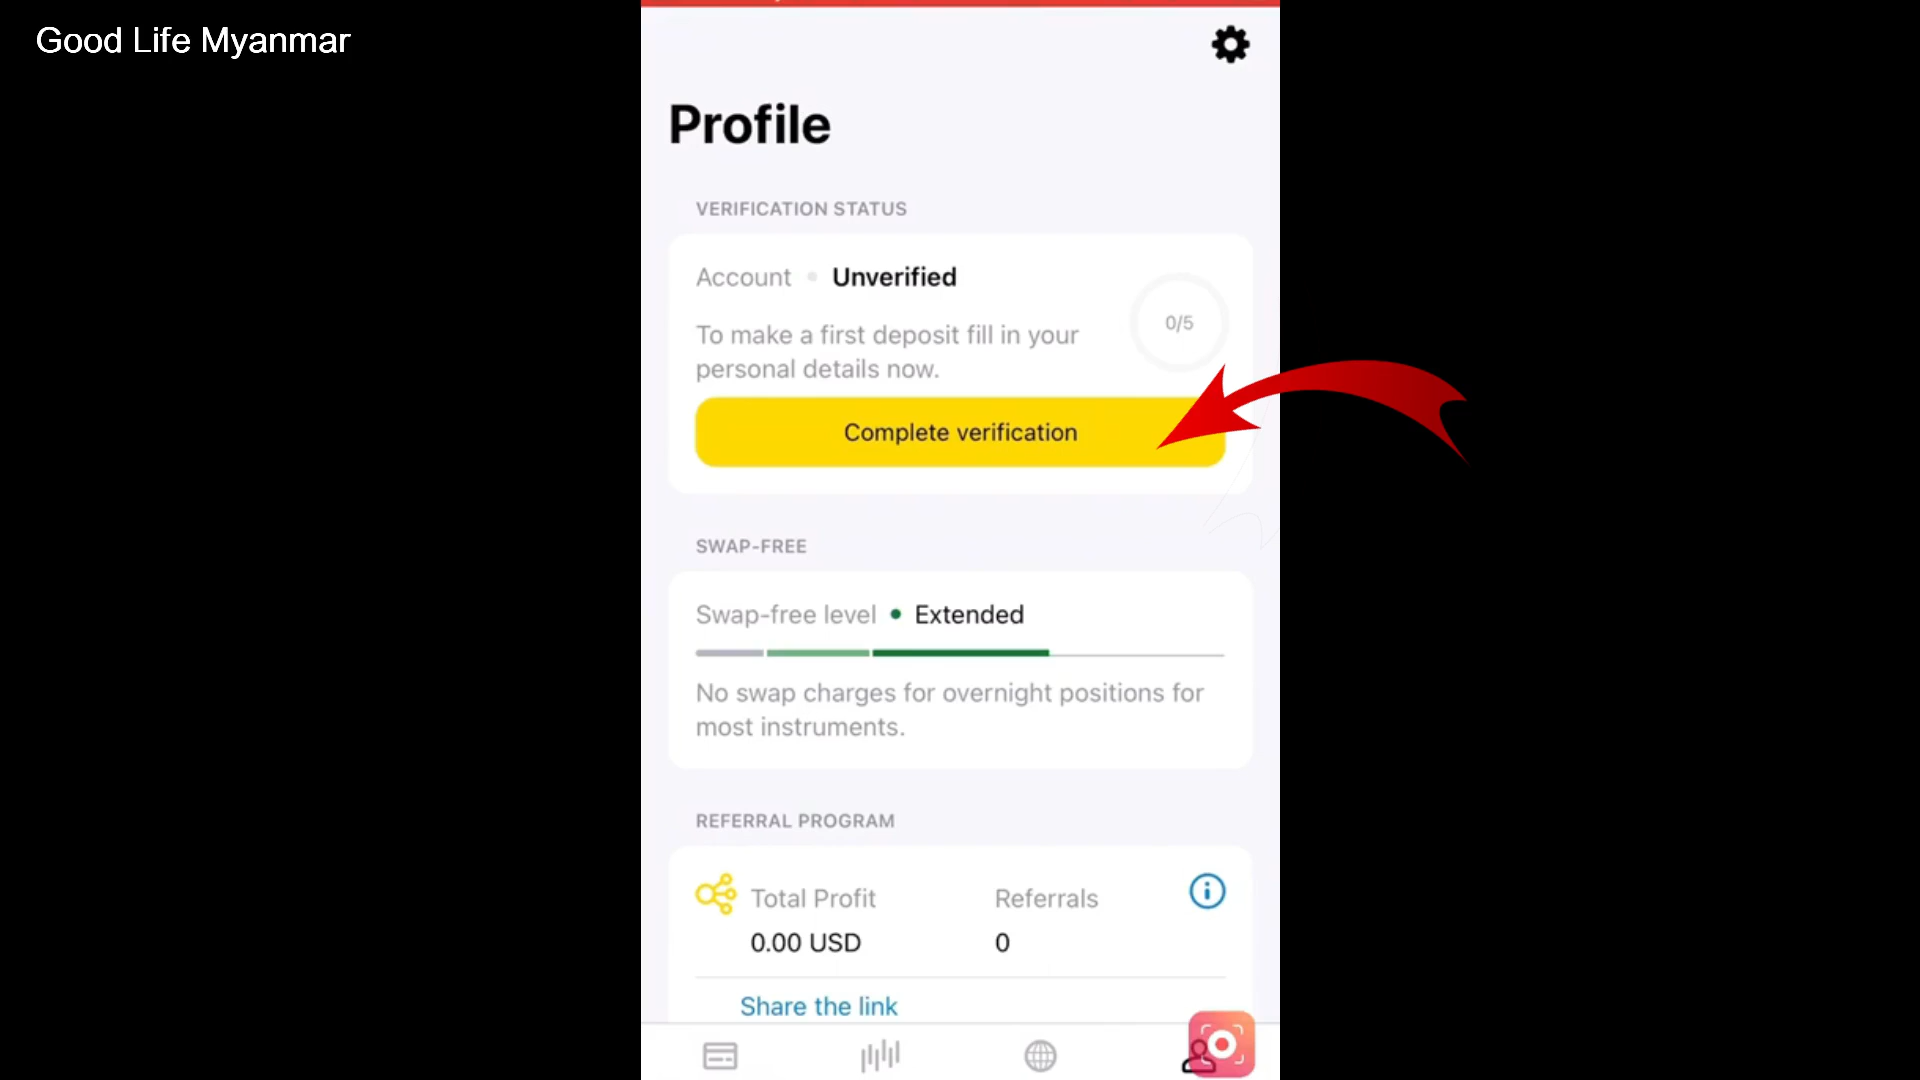 Good Life Myanmar
Profile
VERIFICATION STATUS
Account • Unverified
0/5
To make a first deposit fill in your
personal details now.
Complete verification
SWAP-FREE
Swap-free level • Extended
No swap charges for overnight positions for
most instruments.
REFERRAL PROGRAM
Total Profit
Referrals
0.00 USD
0
Share the link